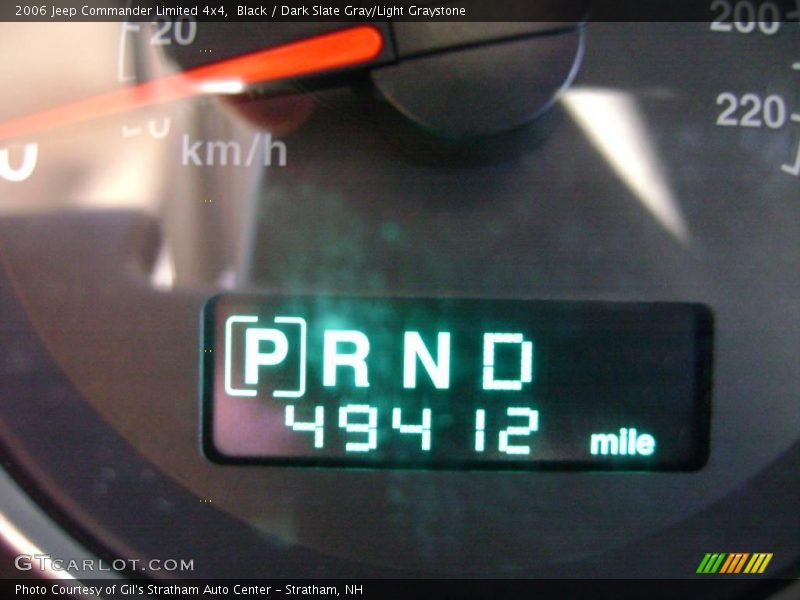 2006 Jeep Commander Limited 4x4,  Black / Dark Slate Gray/Light Graystone
20
200
220
0
km/h
P R N D
49412 mile
GTCARLOT.COM
Photo Courtesy of Gil's Stratham Auto Center - Stratham, NH